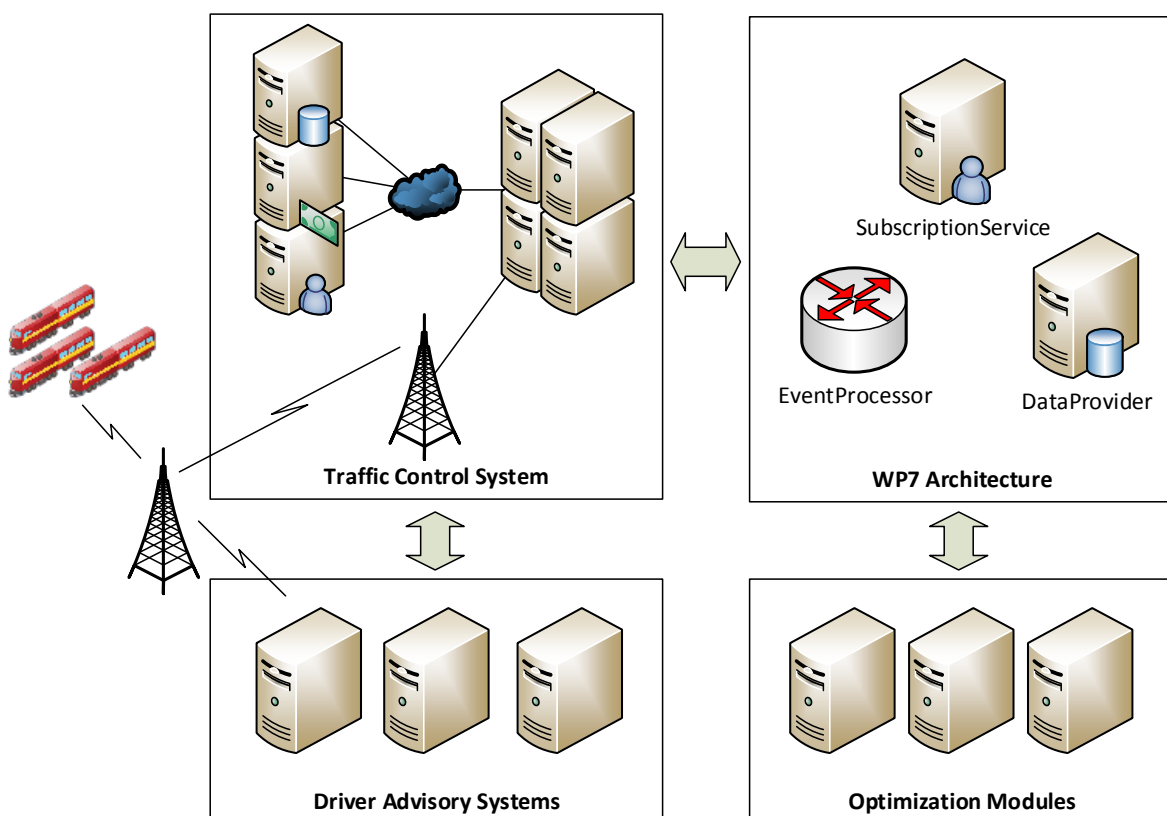 SubscriptionService
EventProcessor
DataProvider
Traffic Control System
WP7 Architecture
Driver Advisory Systems
Optimization Modules